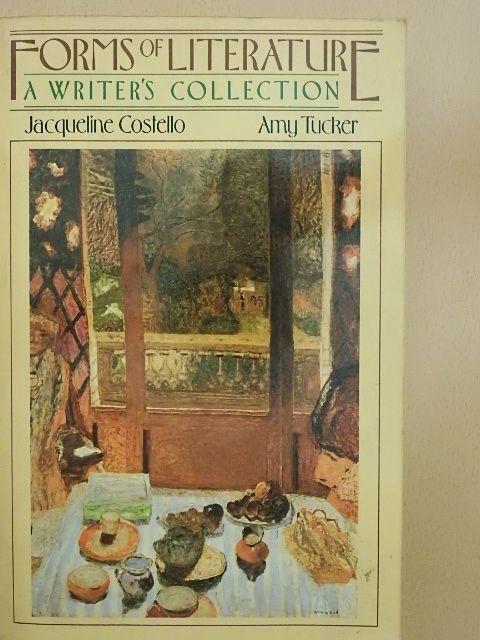 FORMS OF LITERATURE
A WRITER'S COLLECTION
Jacqueline Costello Amy Tucker